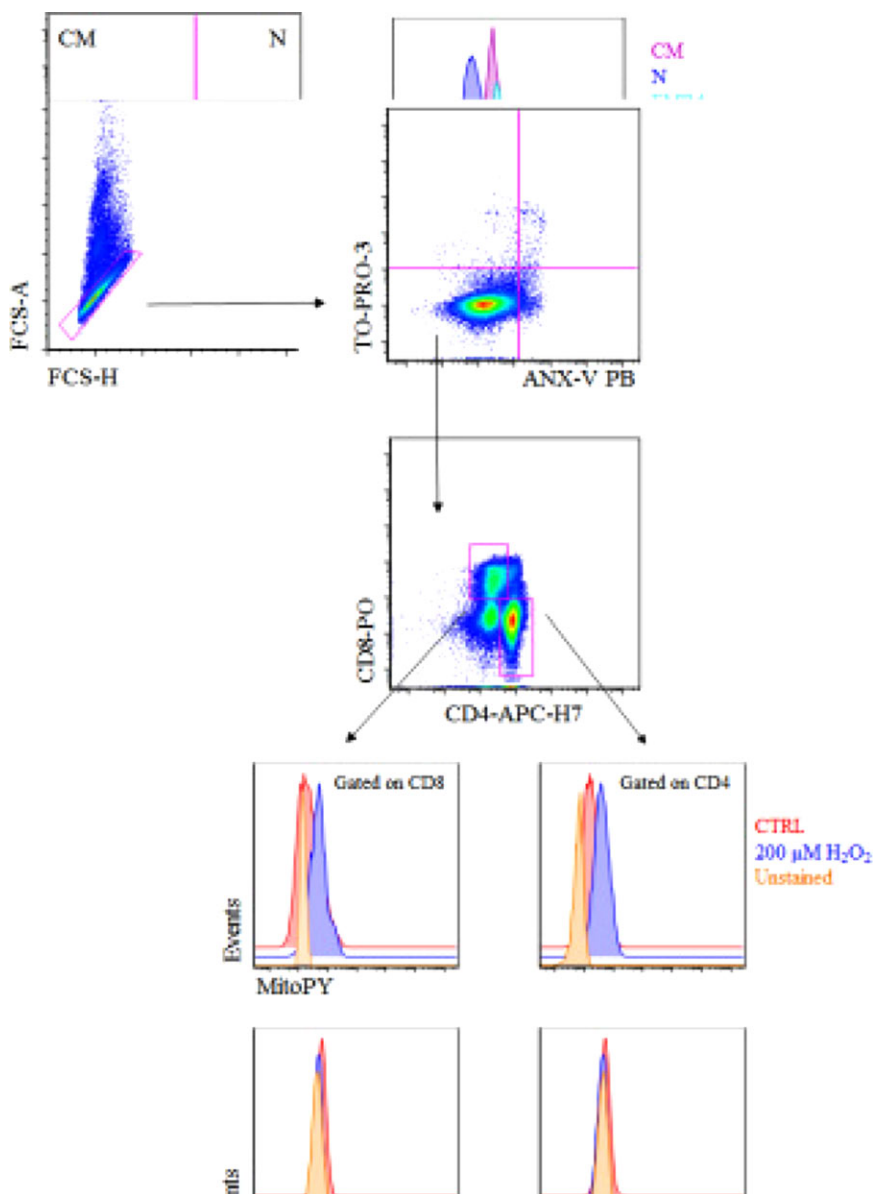 CM N
CM
N
FCS-A
FCS-H
TO-PRO-3
ANX-V PB
CD8-PO
CD4-APC-H7
Gated on CD8
Gated on CD4
CTRL
200 µM H₂O₂
Unstained
Events
MitoPY
nts